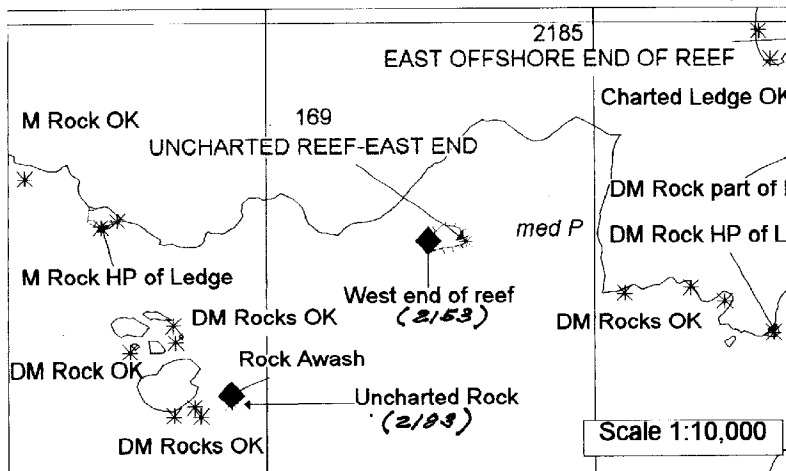 2185
EAST OFFSHORE END OF REEF
Charted Ledge OK
M Rock OK
169
UNCHARTED REEF-EAST END
DM Rock part of
med P
DM Rock HP of L
M Rock HP of Ledge
West end of reef
(2153)
DM Rocks OK
DM Rocks OK
Rock Awash
DM Rock OK
Uncharted Rock
(2193)
DM Rocks OK
Scale 1:10,000